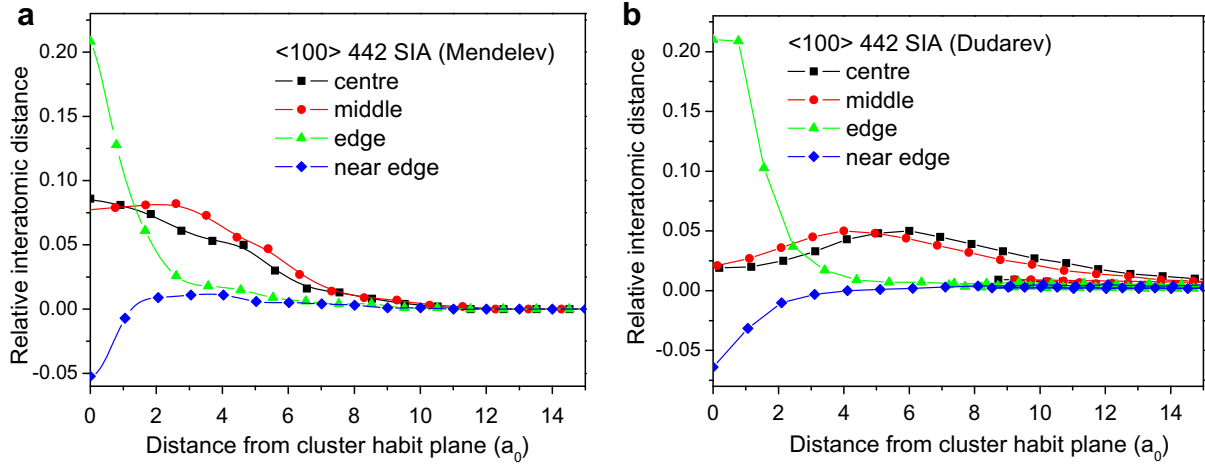 a
<100> 442 SIA (Mendelev)
centre
middle
edge
near edge
0.20
0.15
0.10
0.05
0.00
-0.05
Relative interatomic distance
0 2 4 6 8 10 12 14
Distance from cluster habit plane (a0)
b
<100> 442 SIA (Dudarev)
centre
middle
edge
near edge
0.20
0.15
0.10
0.05
0.00
-0.05
Relative interatomic distance
0 2 4 6 8 10 12 14
Distance from cluster habit plane (a0)